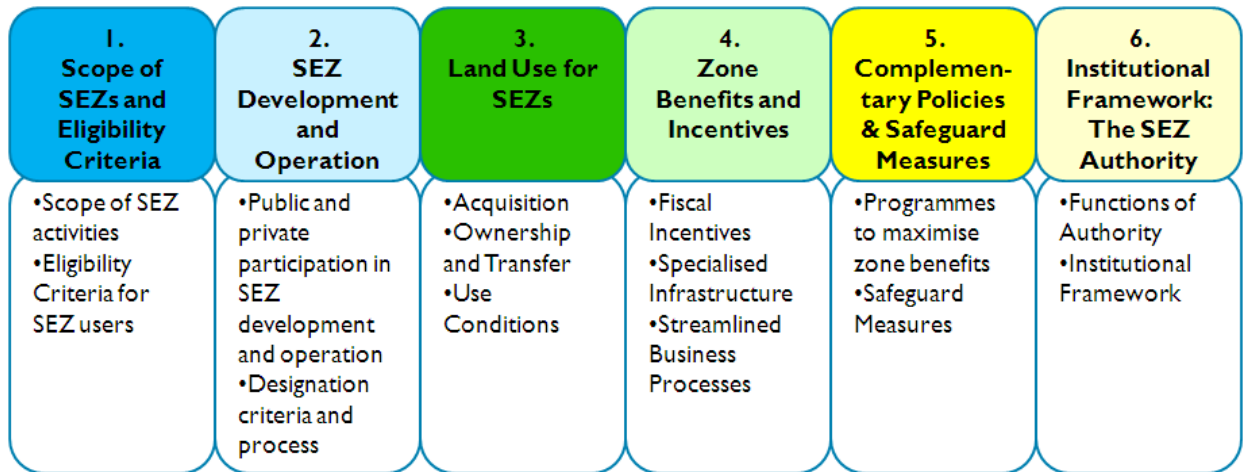 1.
Scope of
SEZs and
Eligibility
Criteria
•Scope of SEZ
activities
•Eligibility
Criteria for
SEZ users
2.
SEZ
Development
and
Operation
•Public and
private
participation in
SEZ
development
and operation
•Designation
criteria and
process
3.
Land Use for
SEZs
•Acquisition
•Ownership
and Transfer
•Use
Conditions
4.
Zone
Benefits and
Incentives
•Fiscal
Incentives
•Specialised
Infrastructure
•Streamlined
Business
Processes
5.
Complemen-
tary Policies
& Safeguard
Measures
•Programmes
to maximise
zone benefits
•Safeguard
Measures
6.
Institutional
Framework:
The SEZ
Authority
•Functions of
Authority
•Institutional
Framework